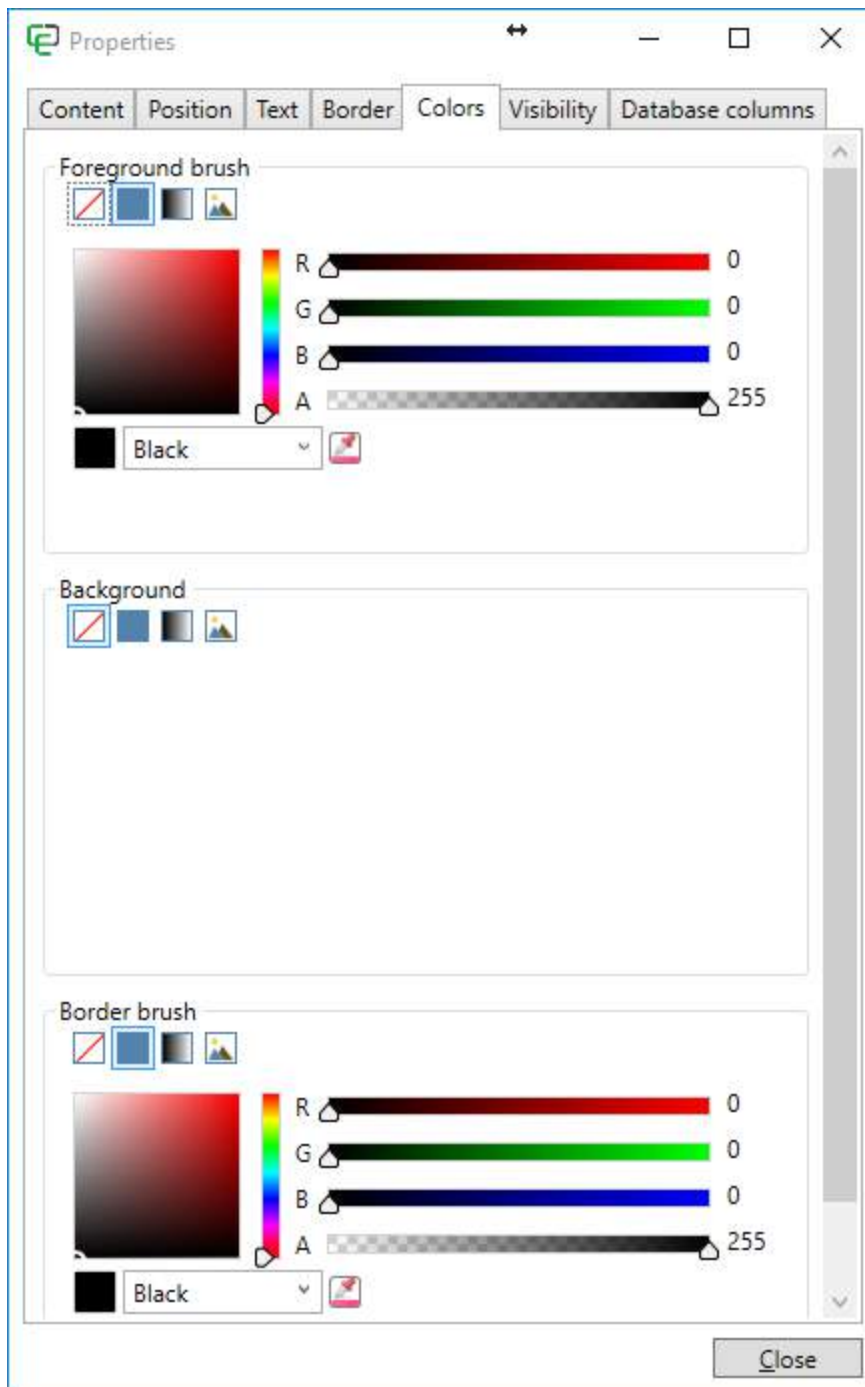 Properties
Content Position Text Border Colors Visibility Database columns
Foreground brush
R 0
G 0
B 0
A 255
Black
Background
Border brush
R 0
G 0
B 0
A 255
Black
Close